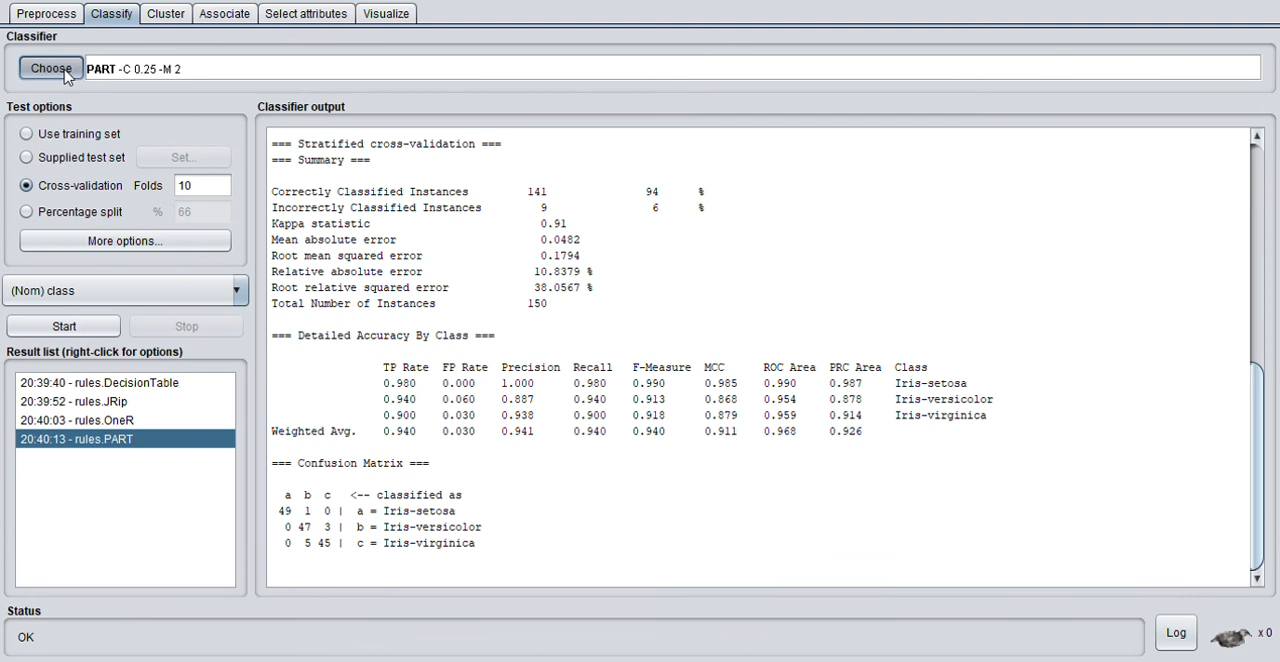 Preprocess Classify Cluster Associate Select attributes Visualize
Classifier
Choose PART -C 0.25 -M 2
Test options
Use training set
Supplied test set Set...
Cross-validation Folds 10
Percentage split % 66
More options...
(Nom) class
Start Stop
Result list (right-click for options)
20:39:40 - rules.DecisionTable
20:39:52 - rules.JRip
20:40:03 - rules.OneR
20:40:13 - rules.PART
Classifier output
=== Stratified cross-validation ===
=== Summary ===
Correctly Classified Instances 141 94 %
Incorrectly Classified Instances 9 6 %
Kappa statistic 0.91
Mean absolute error 0.0482
Root mean squared error 0.1794
Relative absolute error 10.8379 %
Root relative squared error 38.0567 %
Total Number of Instances 150
=== Detailed Accuracy By Class ===
TP Rate FP Rate Precision Recall F-Measure MCC ROC Area PRC Area Class
0.980 0.000 1.000 0.980 0.990 0.985 0.990 0.987 Iris-setosa
0.940 0.060 0.887 0.940 0.913 0.868 0.954 0.878 Iris-versicolor
0.900 0.030 0.938 0.900 0.918 0.879 0.959 0.914 Iris-virginica
Weighted Avg. 0.940 0.030 0.941 0.940 0.940 0.911 0.968 0.926
=== Confusion Matrix ===
a b c <-- classified as
49 1 0 | a = Iris-setosa
0 47 3 | b = Iris-versicolor
0 5 45 | c = Iris-virginica
Status
OK
Log x 0